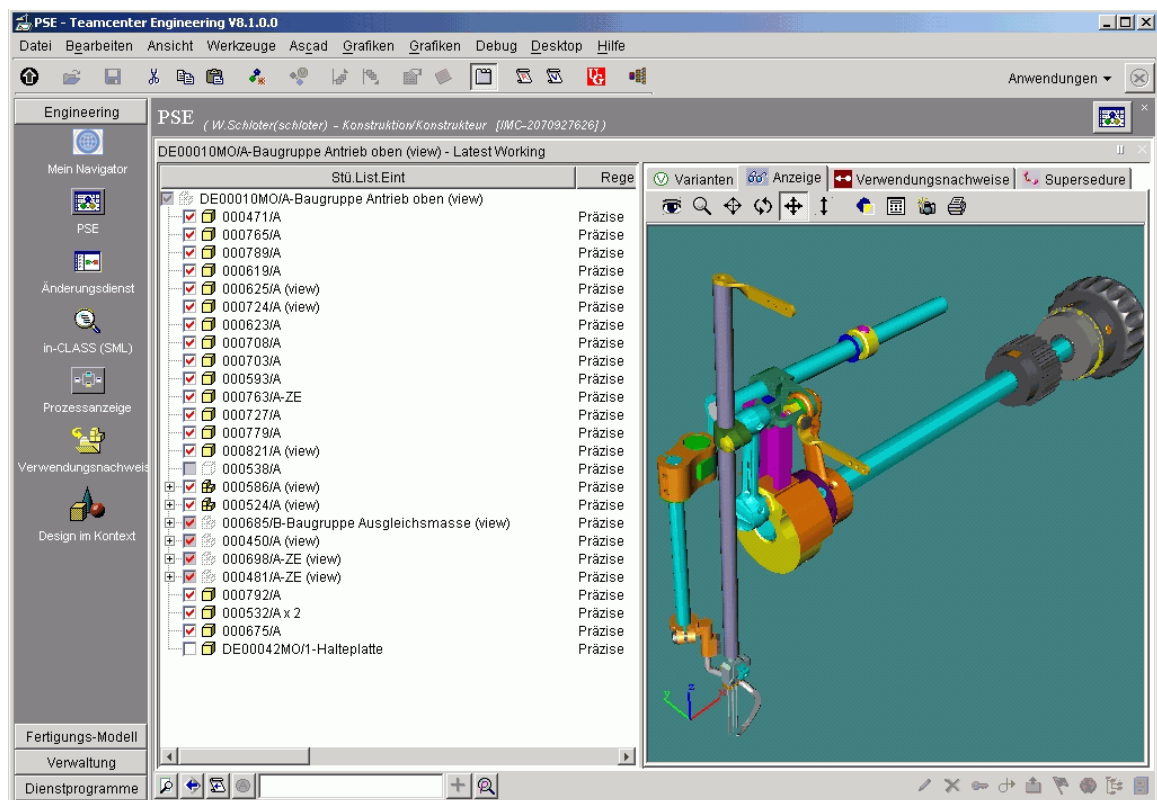 PSE - Teamcenter Engineering V8.1.0.0
Datei Bearbeiten Ansicht Werkzeuge Ascad Grafiken Grafiken Debug Desktop Hilfe
Anwendungen
Engineering
Mein Navigator
PSE
Änderungsdienst
in-CLASS (SML)
Prozessanzeige
Verwendungsnachweis
Design im Kontext
Fertigungs-Modell
Verwaltung
Dienstprogramme
PSE ( W.Schloter(schloter) - Konstruktion/Konstrukteur [IMC-2070927626] )
DE00010MO/A-Baugruppe Antrieb oben (view) - Latest Working
Stü.List.Eint Rege
DE00010MO/A-Baugruppe Antrieb oben (view)
000471/A Präzise
000765/A Präzise
000789/A Präzise
000619/A Präzise
000625/A (view) Präzise
000724/A (view) Präzise
000623/A Präzise
000708/A Präzise
000703/A Präzise
000593/A Präzise
000763/A-ZE Präzise
000727/A Präzise
000779/A Präzise
000821/A (view) Präzise
000538/A Präzise
000586/A (view) Präzise
000524/A (view) Präzise
000685/B-Baugruppe Ausgleichsmasse (view) Präzise
000450/A (view) Präzise
000698/A-ZE (view) Präzise
000481/A-ZE (view) Präzise
000792/A Präzise
000532/A x 2 Präzise
000675/A Präzise
DE00042MO/1-Halteplatte Präzise
Varianten Anzeige Verwendungsnachweise Supersedure